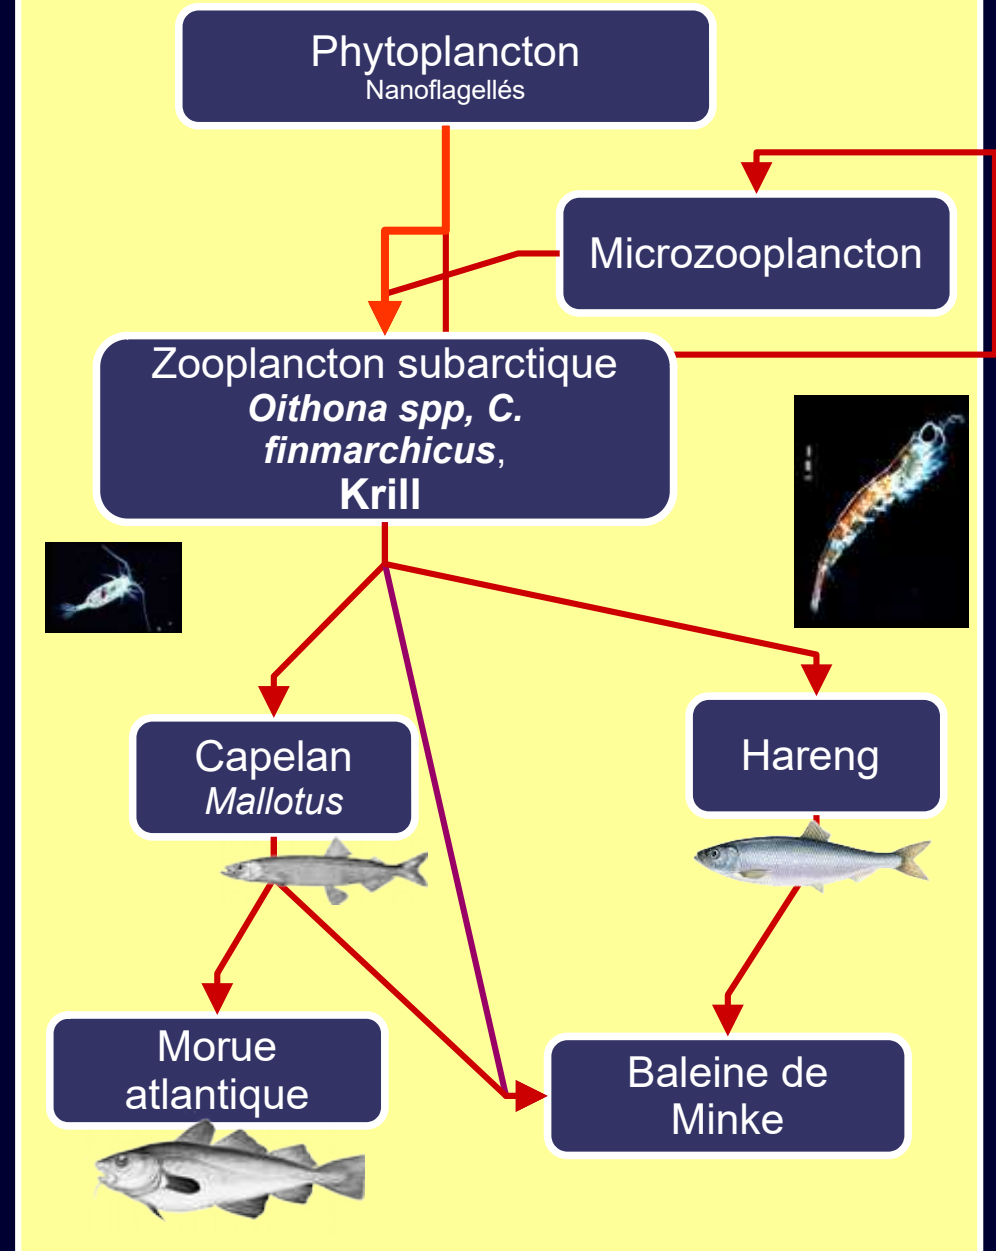 Phytoplancton
Nanoflagellés
Microzooplancton
Zooplancton subarctique
Oithona spp, C.
finmarchicus,
Krill
Capelan
Mallotus
Hareng
Morue
atlantique
Baleine de
Minke